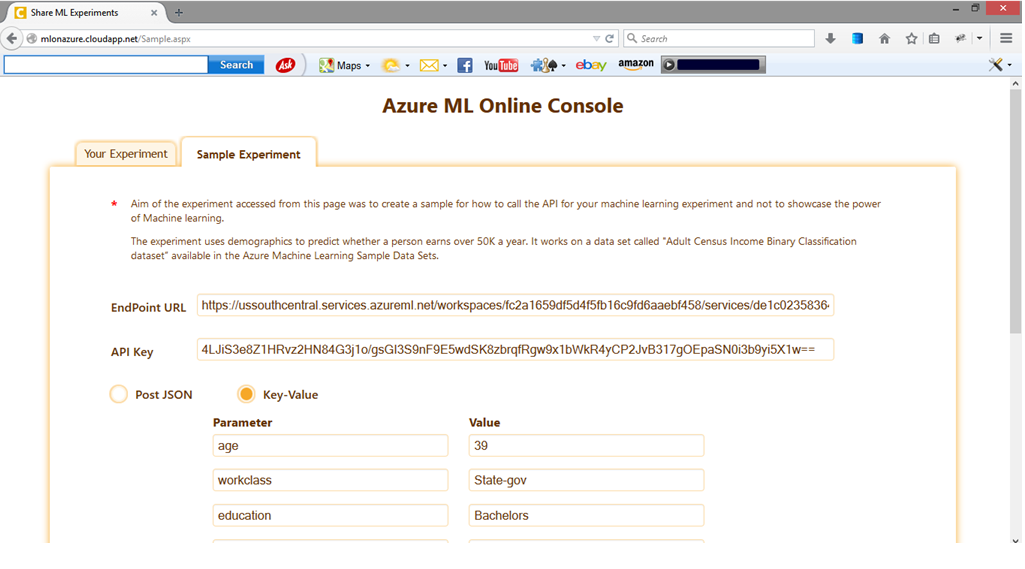 Share ML Experiments
mlonazure.cloudapp.net/Sample.aspx
Search
Search
Ask
Maps
facebook f
You Tube
ebay
amazon
Azure ML Online Console
Your Experiment
Sample Experiment
* Aim of the experiment accessed from this page was to create a sample for how to call the API for your machine learning experiment and not to showcase the power
of Machine learning.
The experiment uses demographics to predict whether a person earns over 50K a year. It works on a data set called "Adult Census Income Binary Classification
dataset" available in the Azure Machine Learning Sample Data Sets.
EndPoint URL https://ussouthcentral.services.azureml.net/workspaces/fc2a1659df5d4f5fb16c9fd6aaebf458/services/de1c0235836
API Key 4LJiS3e8Z1HRvz2HN84G3j1o/gsGI3S9nF9E5wdSK8zbrqfRgw9x1bWkR4yCP2JvB317gOEpaSN0i3b9yi5X1w==
Post JSON Key-Value
Parameter Value
age 39
workclass State-gov
education Bachelors